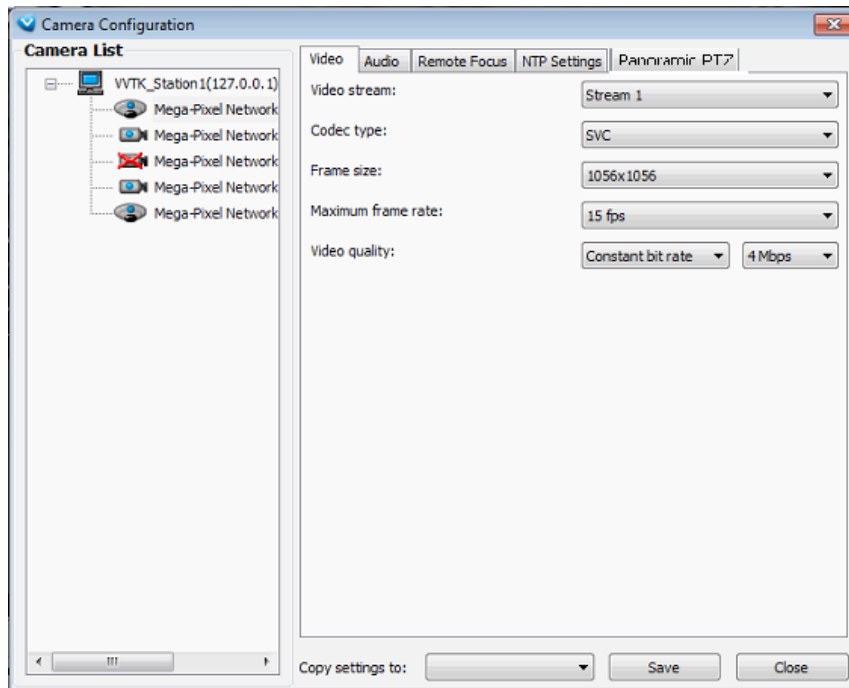 Camera Configuration
Camera List
VVTK_Station1(127.0.0.1)
Mega-Pixel Network
Mega-Pixel Network
Mega-Pixel Network
Mega-Pixel Network
Mega-Pixel Network
Video Audio Remote Focus NTP Settings Panoramic PTZ
Video stream: Stream 1
Codec type: SVC
Frame size: 1056x1056
Maximum frame rate: 15 fps
Video quality: Constant bit rate 4 Mbps
Copy settings to: Save Close